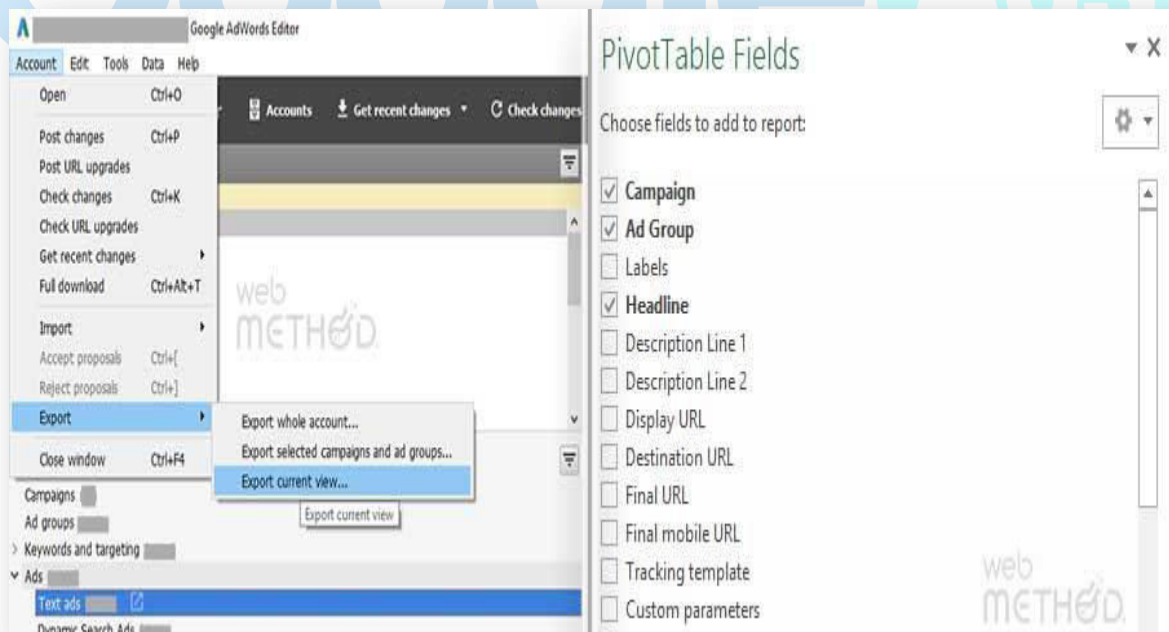 Google AdWords Editor
Account Edit Tools Data Help
Open Ctrl+O
Post changes Ctrl+P
Post URL upgrades
Check changes Ctrl+K
Check URL upgrades
Get recent changes
Full download Ctrl+Alt+T
Import
Accept proposals Ctrl+[
Reject proposals Ctrl+]
Export
Close window Ctrl+F4
Accounts Get recent changes Check changes
web
METHOD
Export whole account...
Export selected campaigns and ad groups...
Export current view...
Export current view
Campaigns
Ad groups
Keywords and targeting
Ads
Text ads
Dynamic Search Ads
PivotTable Fields
Choose fields to add to report:
Campaign
Ad Group
Labels
Headline
Description Line 1
Description Line 2
Display URL
Destination URL
Final URL
Final mobile URL
Tracking template
Custom parameters
web
METHOD